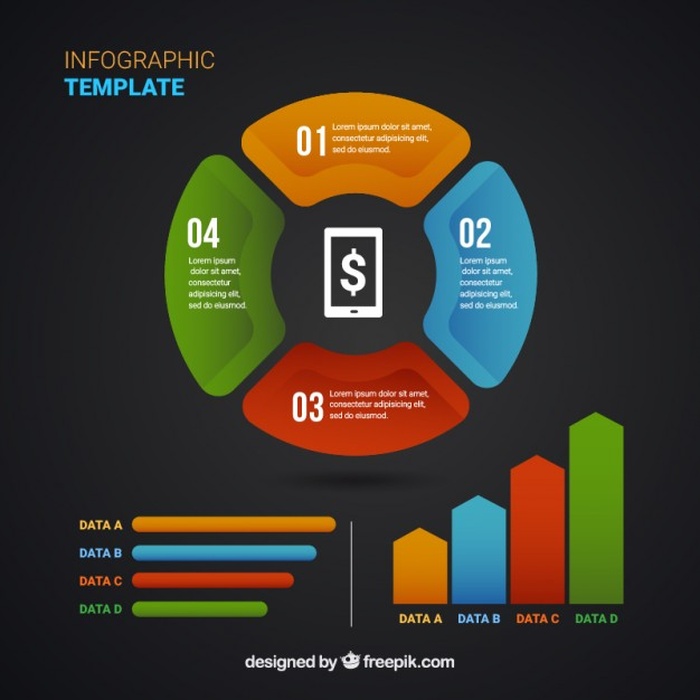 INFOGRAPHIC
TEMPLATE
01
Lorem ipsum dolor sit amet,
consectetur adipisicing elit,
sed do eiusmod.
04
Lorem ipsum
dolor sit amet,
consectetur
adipisicing elit,
sed do eiusmod.
$
02
Lorem ipsum
dolor sit amet,
consectetur
adipisicing elit,
sed do eiusmod.
03
Lorem ipsum dolor sit amet,
consectetur adipisicing elit,
sed do eiusmod.
DATA A
DATA B
DATA C
DATA D
DATA A DATA B DATA C DATA D
designed by freepik.com